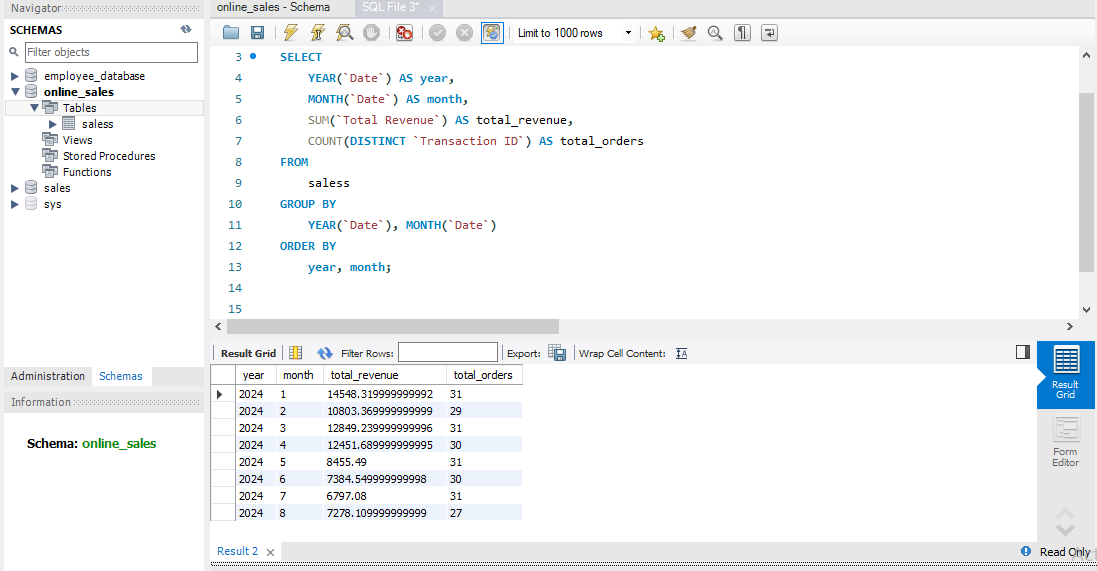 Navigator
SCHEMAS
Filter objects
employee_database
online_sales
Tables
saless
Views
Stored Procedures
Functions
sales
sys
Administration Schemas
Information
Schema: online_sales
online_sales - Schema SQL File 3*
Limit to 1000 rows
3 SELECT
4 YEAR(`Date`) AS year,
5 MONTH(`Date`) AS month,
6 SUM(`Total Revenue`) AS total_revenue,
7 COUNT(DISTINCT `Transaction ID`) AS total_orders
8 FROM
9 saless
10 GROUP BY
11 YEAR(`Date`), MONTH(`Date`)
12 ORDER BY
13 year, month;
14
15
Result Grid Filter Rows: Export: Wrap Cell Content:
year month total_revenue total_orders
2024 1 14548.319999999992 31
2024 2 10803.369999999999 29
2024 3 12849.239999999996 31
2024 4 12451.689999999995 30
2024 5 8455.49 31
2024 6 7384.549999999998 30
2024 7 6797.08 31
2024 8 7278.109999999999 27
Result
Grid
Form
Editor
Result 2
Read Only